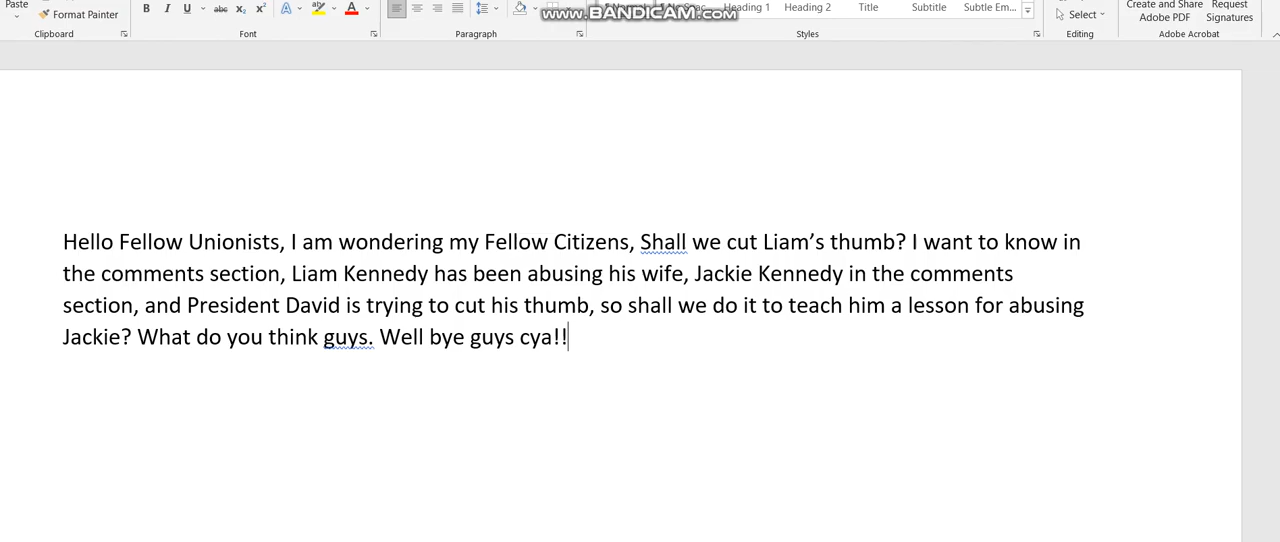 Paste
Format Painter
Clipboard
B I U abc x₂ x² A A
Font
Paragraph
www.BANDICAM.com
Heading 1 Heading 2 Title Subtitle Subtle Em...
Styles
Select
Editing
Create and Share Request
Adobe PDF Signatures
Adobe Acrobat
Hello Fellow Unionists, I am wondering my Fellow Citizens, Shall we cut Liam’s thumb? I want to know in
the comments section, Liam Kennedy has been abusing his wife, Jackie Kennedy in the comments
section, and President David is trying to cut his thumb, so shall we do it to teach him a lesson for abusing
Jackie? What do you think guys. Well bye guys cya!!